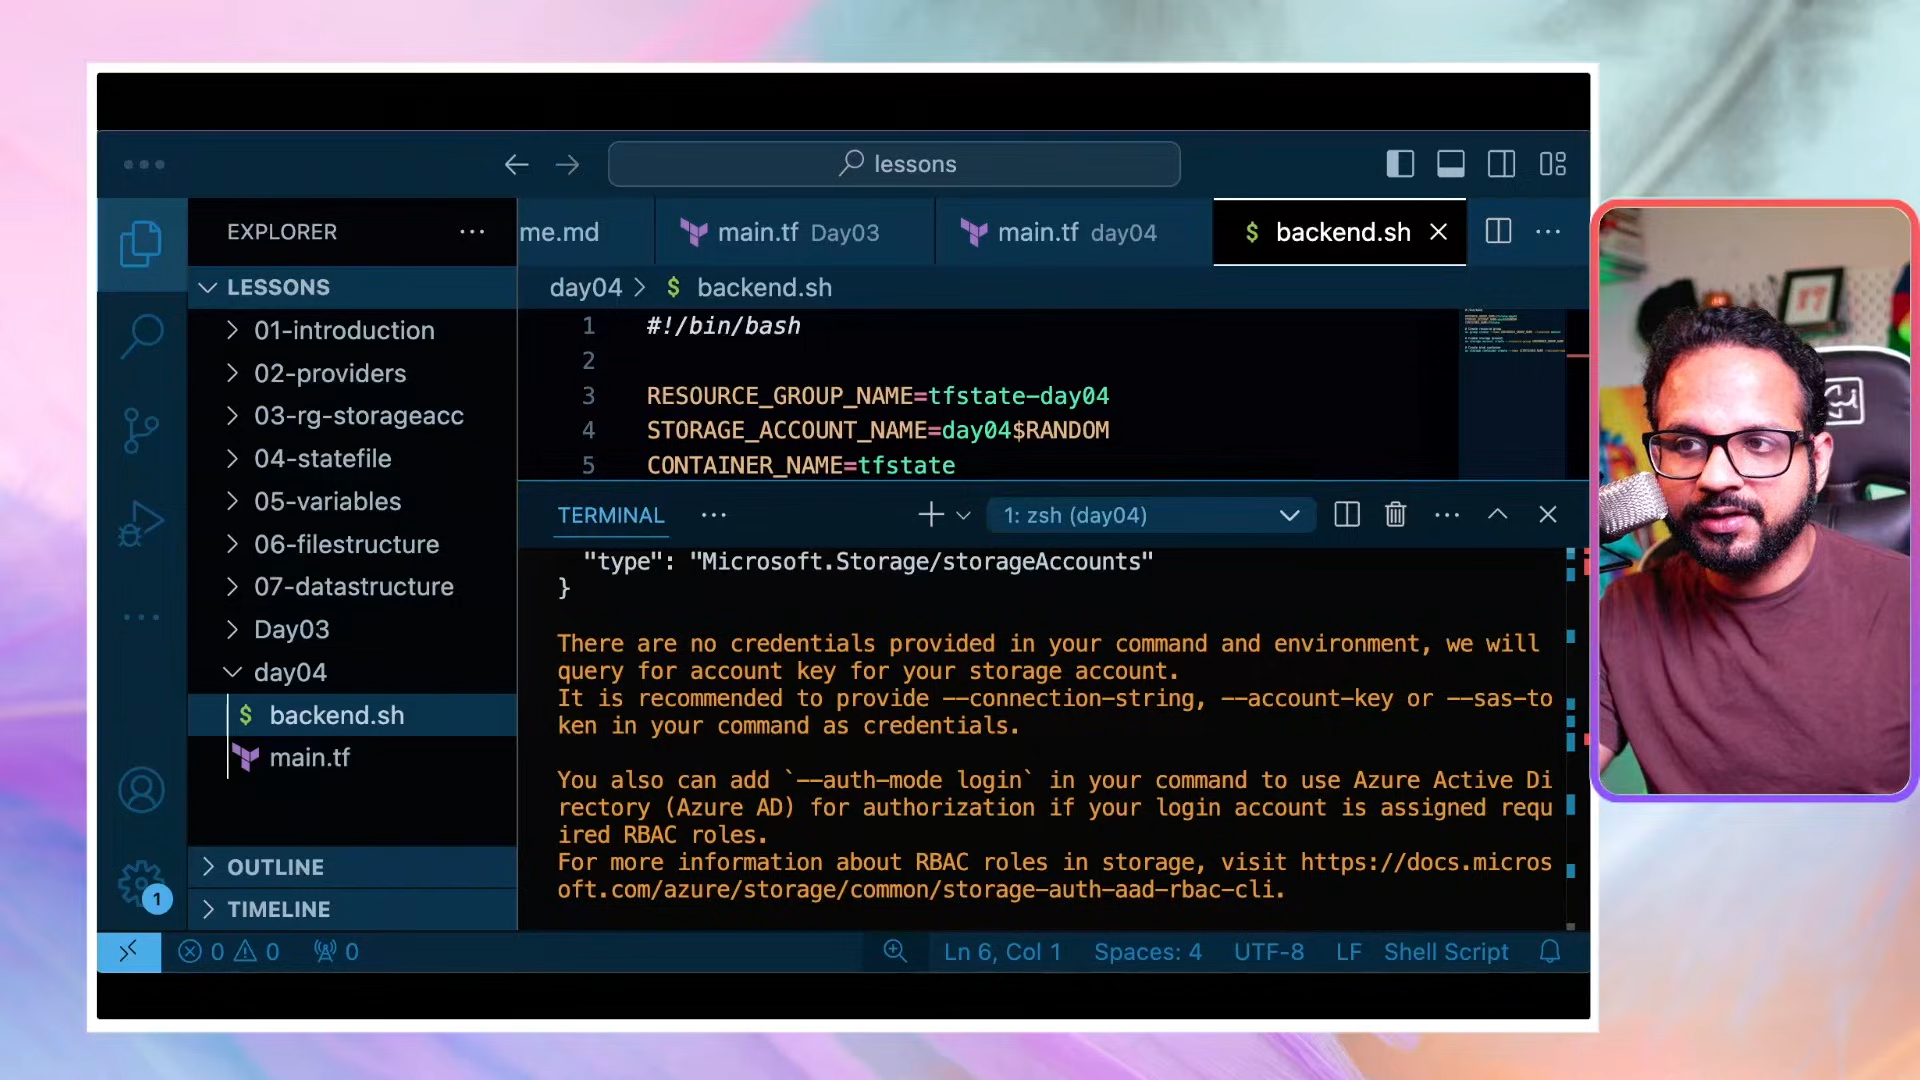 lessons
EXPLORER
me.md
main.tf Day03
main.tf day04
$ backend.sh
LESSONS
day04 > $ backend.sh
01-introduction
02-providers
03-rg-storageacc
04-statefile
05-variables
06-filestructure
07-datastructure
Day03
day04
$ backend.sh
main.tf
OUTLINE
TIMELINE
1 #!/bin/bash
2
3 RESOURCE_GROUP_NAME=tfstate-day04
4 STORAGE_ACCOUNT_NAME=day04$RANDOM
5 CONTAINER_NAME=tfstate
TERMINAL
1: zsh (day04)
"type": "Microsoft.Storage/storageAccounts"
}
There are no credentials provided in your command and environment, we will
query for account key for your storage account.
It is recommended to provide --connection-string, --account-key or --sas-to
ken in your command as credentials.
You also can add `--auth-mode login` in your command to use Azure Active Di
rectory (Azure AD) for authorization if your login account is assigned requ
ired RBAC roles.
For more information about RBAC roles in storage, visit https://docs.micros
oft.com/azure/storage/common/storage-auth-aad-rbac-cli.
1
0 0 0
Ln 6, Col 1 Spaces: 4 UTF-8 LF Shell Script